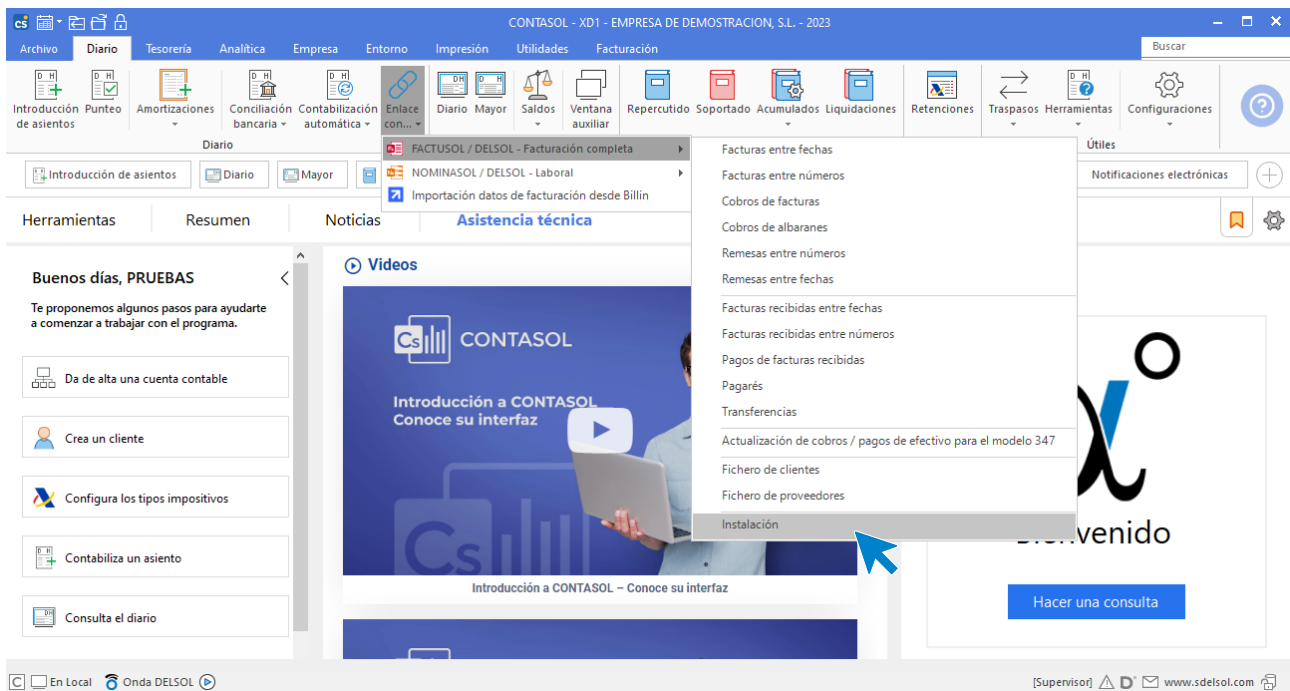 cs
CONTASOL - XD1 - EMPRESA DE DEMOSTRACION, S.L. - 2023
Archivo Diario Tesorería Analítica Empresa Entorno Impresión Utilidades Facturación Buscar
Introducción de asientos
Punteo
Amortizaciones
Conciliación bancaria
Contabilización automática
Enlace con...
Diario
Mayor
Saldos
Ventana auxiliar
Repercutido
Soportado
Acumulados
Liquidaciones
Retenciones
Traspasos
Herramientas
Configuraciones
Diario
Útiles
FACTUSOL / DELSOL - Facturación completa
NOMINASOL / DELSOL - Laboral
Importación datos de facturación desde Billin
Facturas entre fechas
Facturas entre números
Cobros de facturas
Cobros de albaranes
Remesas entre números
Remesas entre fechas
Facturas recibidas entre fechas
Facturas recibidas entre números
Pagos de facturas recibidas
Pagarés
Transferencias
Actualización de cobros / pagos de efectivo para el modelo 347
Fichero de clientes
Fichero de proveedores
Instalación
Introducción de asientos Diario Mayor Notificaciones electrónicas
Herramientas Resumen Noticias Asistencia técnica
Buenos días, PRUEBAS
Te proponemos algunos pasos para ayudarte
a comenzar a trabajar con el programa.
Da de alta una cuenta contable
Crea un cliente
Configura los tipos impositivos
Contabiliza un asiento
Consulta el diario
Videos
Cs CONTASOL
Introducción a CONTASOL
Conoce su interfaz
Cs
Introducción a CONTASOL – Conoce su interfaz
Hacer una consulta
En Local Onda DELSOL [Supervisor] D www.sdelsol.com